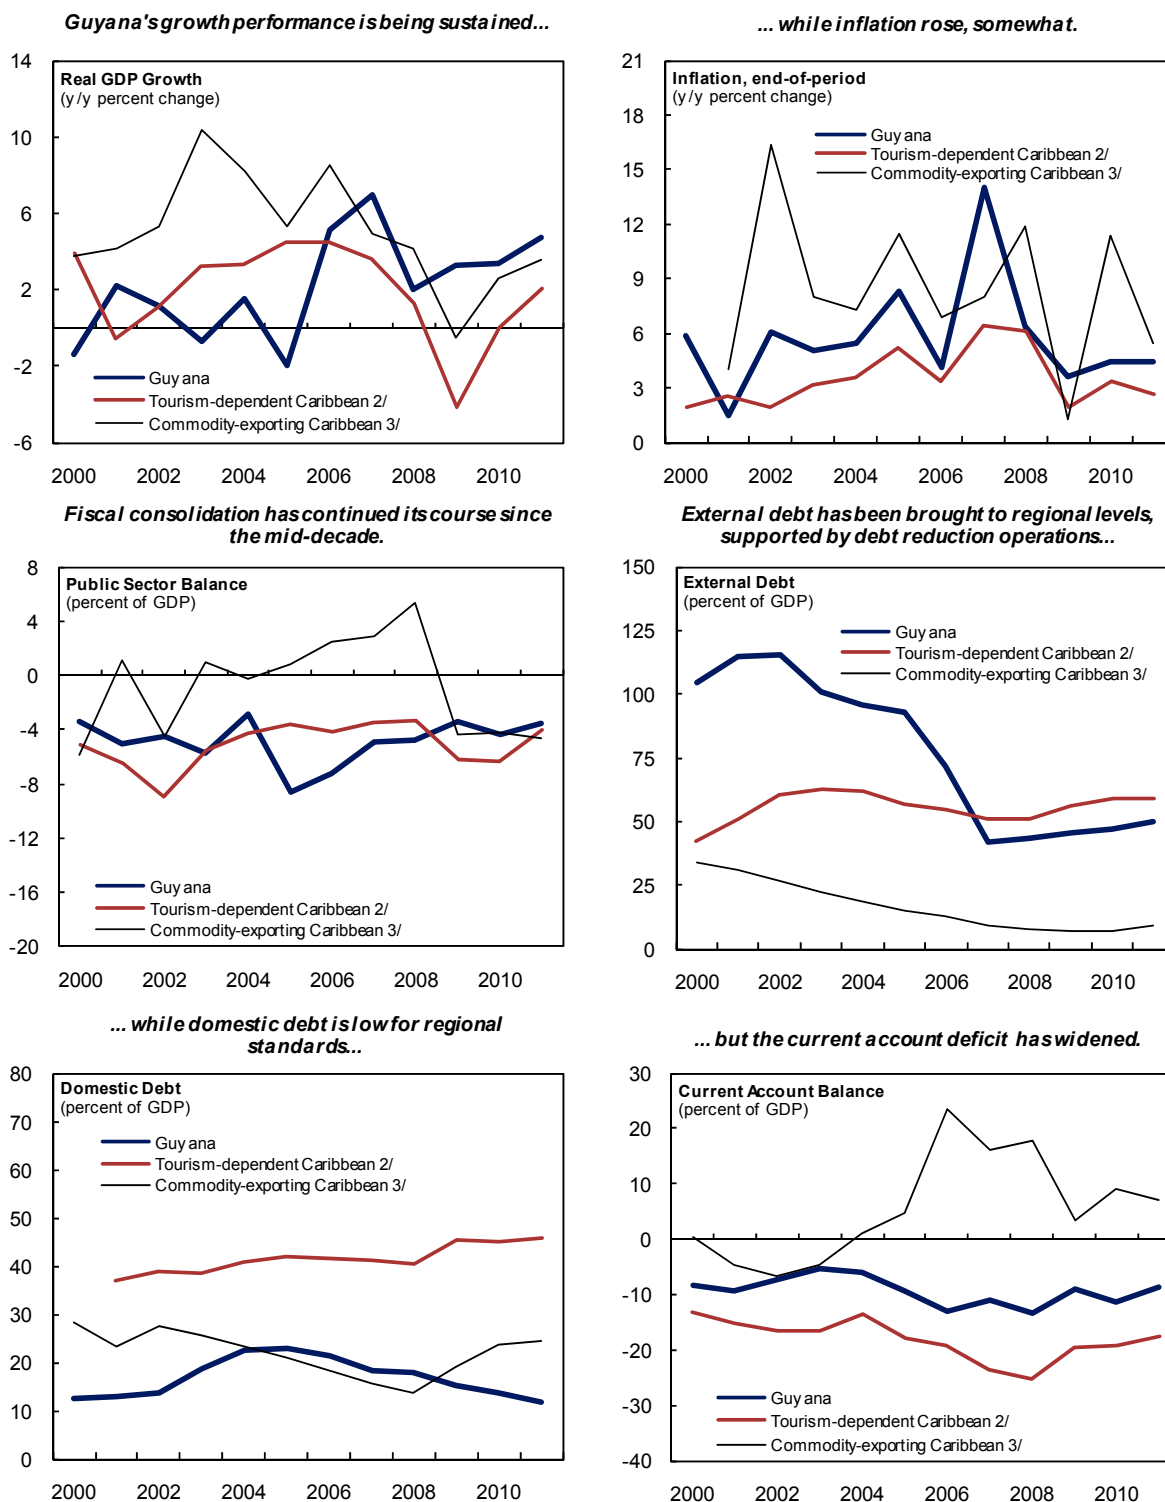 Guyana's growth performance is being sustained...
14
10
6
2
-2
-6
Real GDP Growth
(y/y percent change)
Guyana
Tourism-dependent Caribbean 2/
Commodity-exporting Caribbean 3/
2000 2002 2004 2006 2008 2010
... while inflation rose, somewhat.
21
18
15
12
9
6
3
0
Inflation, end-of-period
(y/y percent change)
Guyana
Tourism-dependent Caribbean 2/
Commodity-exporting Caribbean 3/
2000 2002 2004 2006 2008 2010
Fiscal consolidation has continued its course since
the mid-decade.
8
4
0
-4
-8
-12
-16
-20
Public Sector Balance
(percent of GDP)
Guyana
Tourism-dependent Caribbean 2/
Commodity-exporting Caribbean 3/
2000 2002 2004 2006 2008 2010
External debt has been brought to regional levels,
supported by debt reduction operations...
150
125
100
75
50
25
0
External Debt
(percent of GDP)
Guyana
Tourism-dependent Caribbean 2/
Commodity-exporting Caribbean 3/
2000 2002 2004 2006 2008 2010
... while domestic debt is low for regional
standards...
80
70
60
50
40
30
20
10
0
Domestic Debt
(percent of GDP)
Guyana
Tourism-dependent Caribbean 2/
Commodity-exporting Caribbean 3/
2000 2002 2004 2006 2008 2010
... but the current account deficit has widened.
30
20
10
0
-10
-20
-30
-40
Current Account Balance
(percent of GDP)
Guyana
Tourism-dependent Caribbean 2/
Commodity-exporting Caribbean 3/
2000 2002 2004 2006 2008 2010